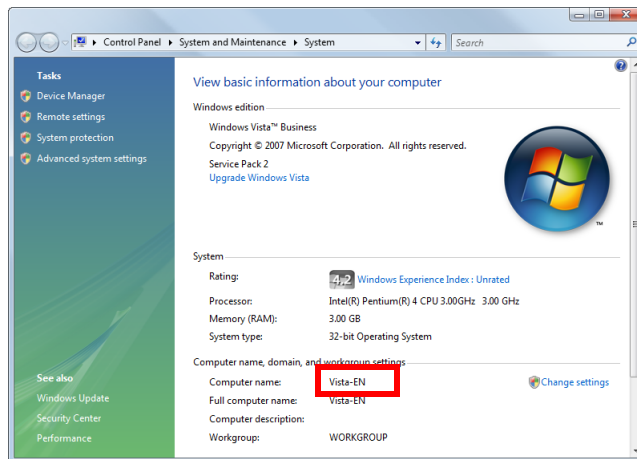 Control Panel ▸ System and Maintenance ▸ System
Search
Tasks
Device Manager
Remote settings
System protection
Advanced system settings
View basic information about your computer
Windows edition
Windows Vista™ Business
Copyright © 2007 Microsoft Corporation. All rights reserved.
Service Pack 2
Upgrade Windows Vista
TM
System
Rating:
4,2 Windows Experience Index : Unrated
Processor: Intel(R) Pentium(R) 4 CPU 3.00GHz 3.00 GHz
Memory (RAM): 3.00 GB
System type: 32-bit Operating System
Computer name, domain, and workgroup settings
Computer name: Vista-EN
Change settings
Full computer name: Vista-EN
Computer description:
Workgroup: WORKGROUP
See also
Windows Update
Security Center
Performance